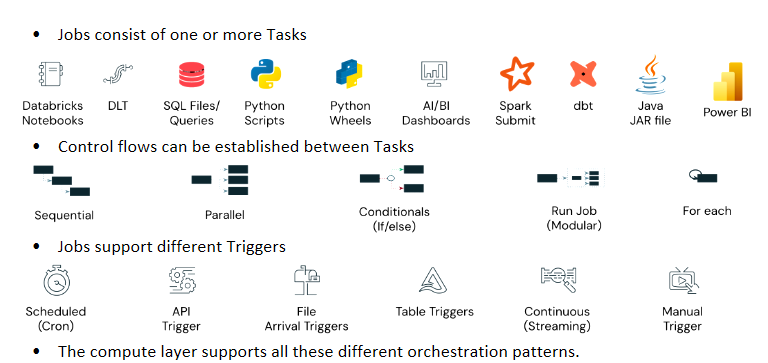 • Jobs consist of one or more Tasks
Databricks Notebooks
DLT
SQL Files/ Queries
Python Scripts
Python Wheels
AI/BI Dashboards
Spark Submit
dbt
Java JAR file
Power BI
• Control flows can be established between Tasks
Sequential
Parallel
Conditionals (If/else)
Run Job (Modular)
For each
• Jobs support different Triggers
Scheduled (Cron)
API Trigger
File Arrival Triggers
Table Triggers
Continuous (Streaming)
Manual Trigger
• The compute layer supports all these different orchestration patterns.